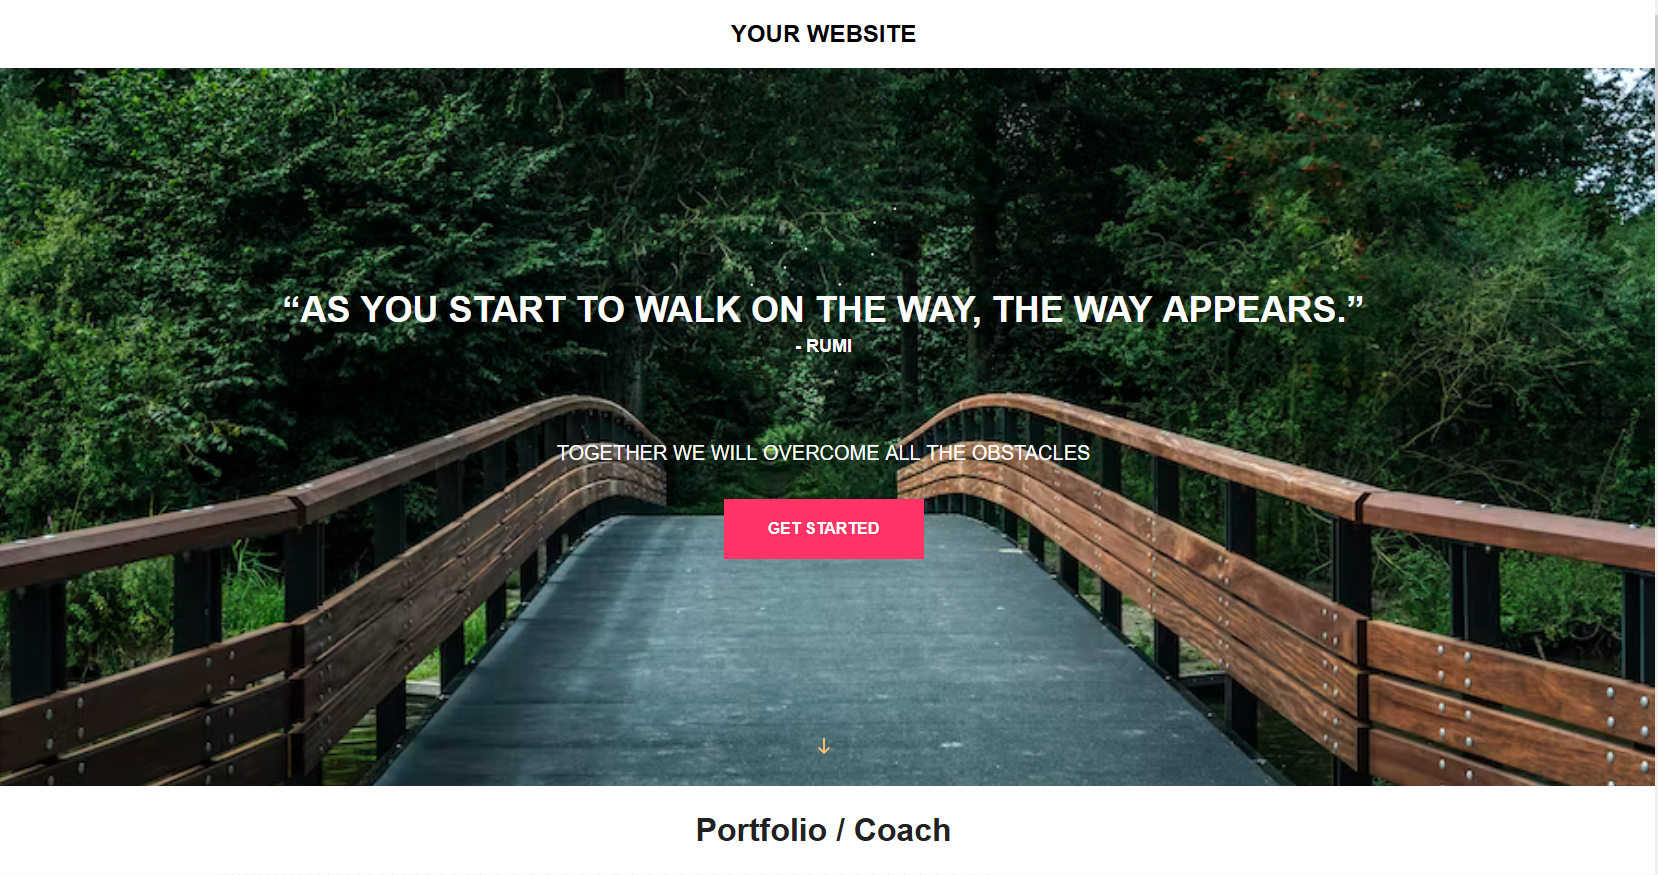 YOUR WEBSITE
“AS YOU START TO WALK ON THE WAY, THE WAY APPEARS.”
- RUMI
TOGETHER WE WILL OVERCOME ALL THE OBSTACLES
GET STARTED
Portfolio / Coach